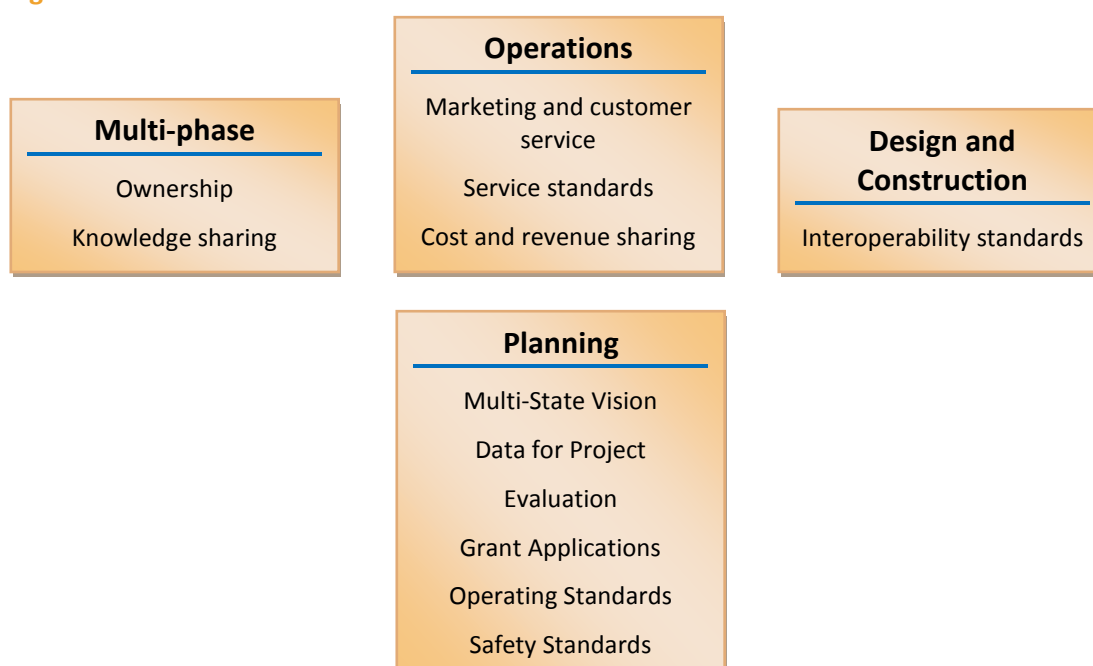 Multi-phase
Ownership
Knowledge sharing
Operations
Marketing and customer
service
Service standards
Cost and revenue sharing
Design and
Construction
Interoperability standards
Planning
Multi-State Vision
Data for Project
Evaluation
Grant Applications
Operating Standards
Safety Standards